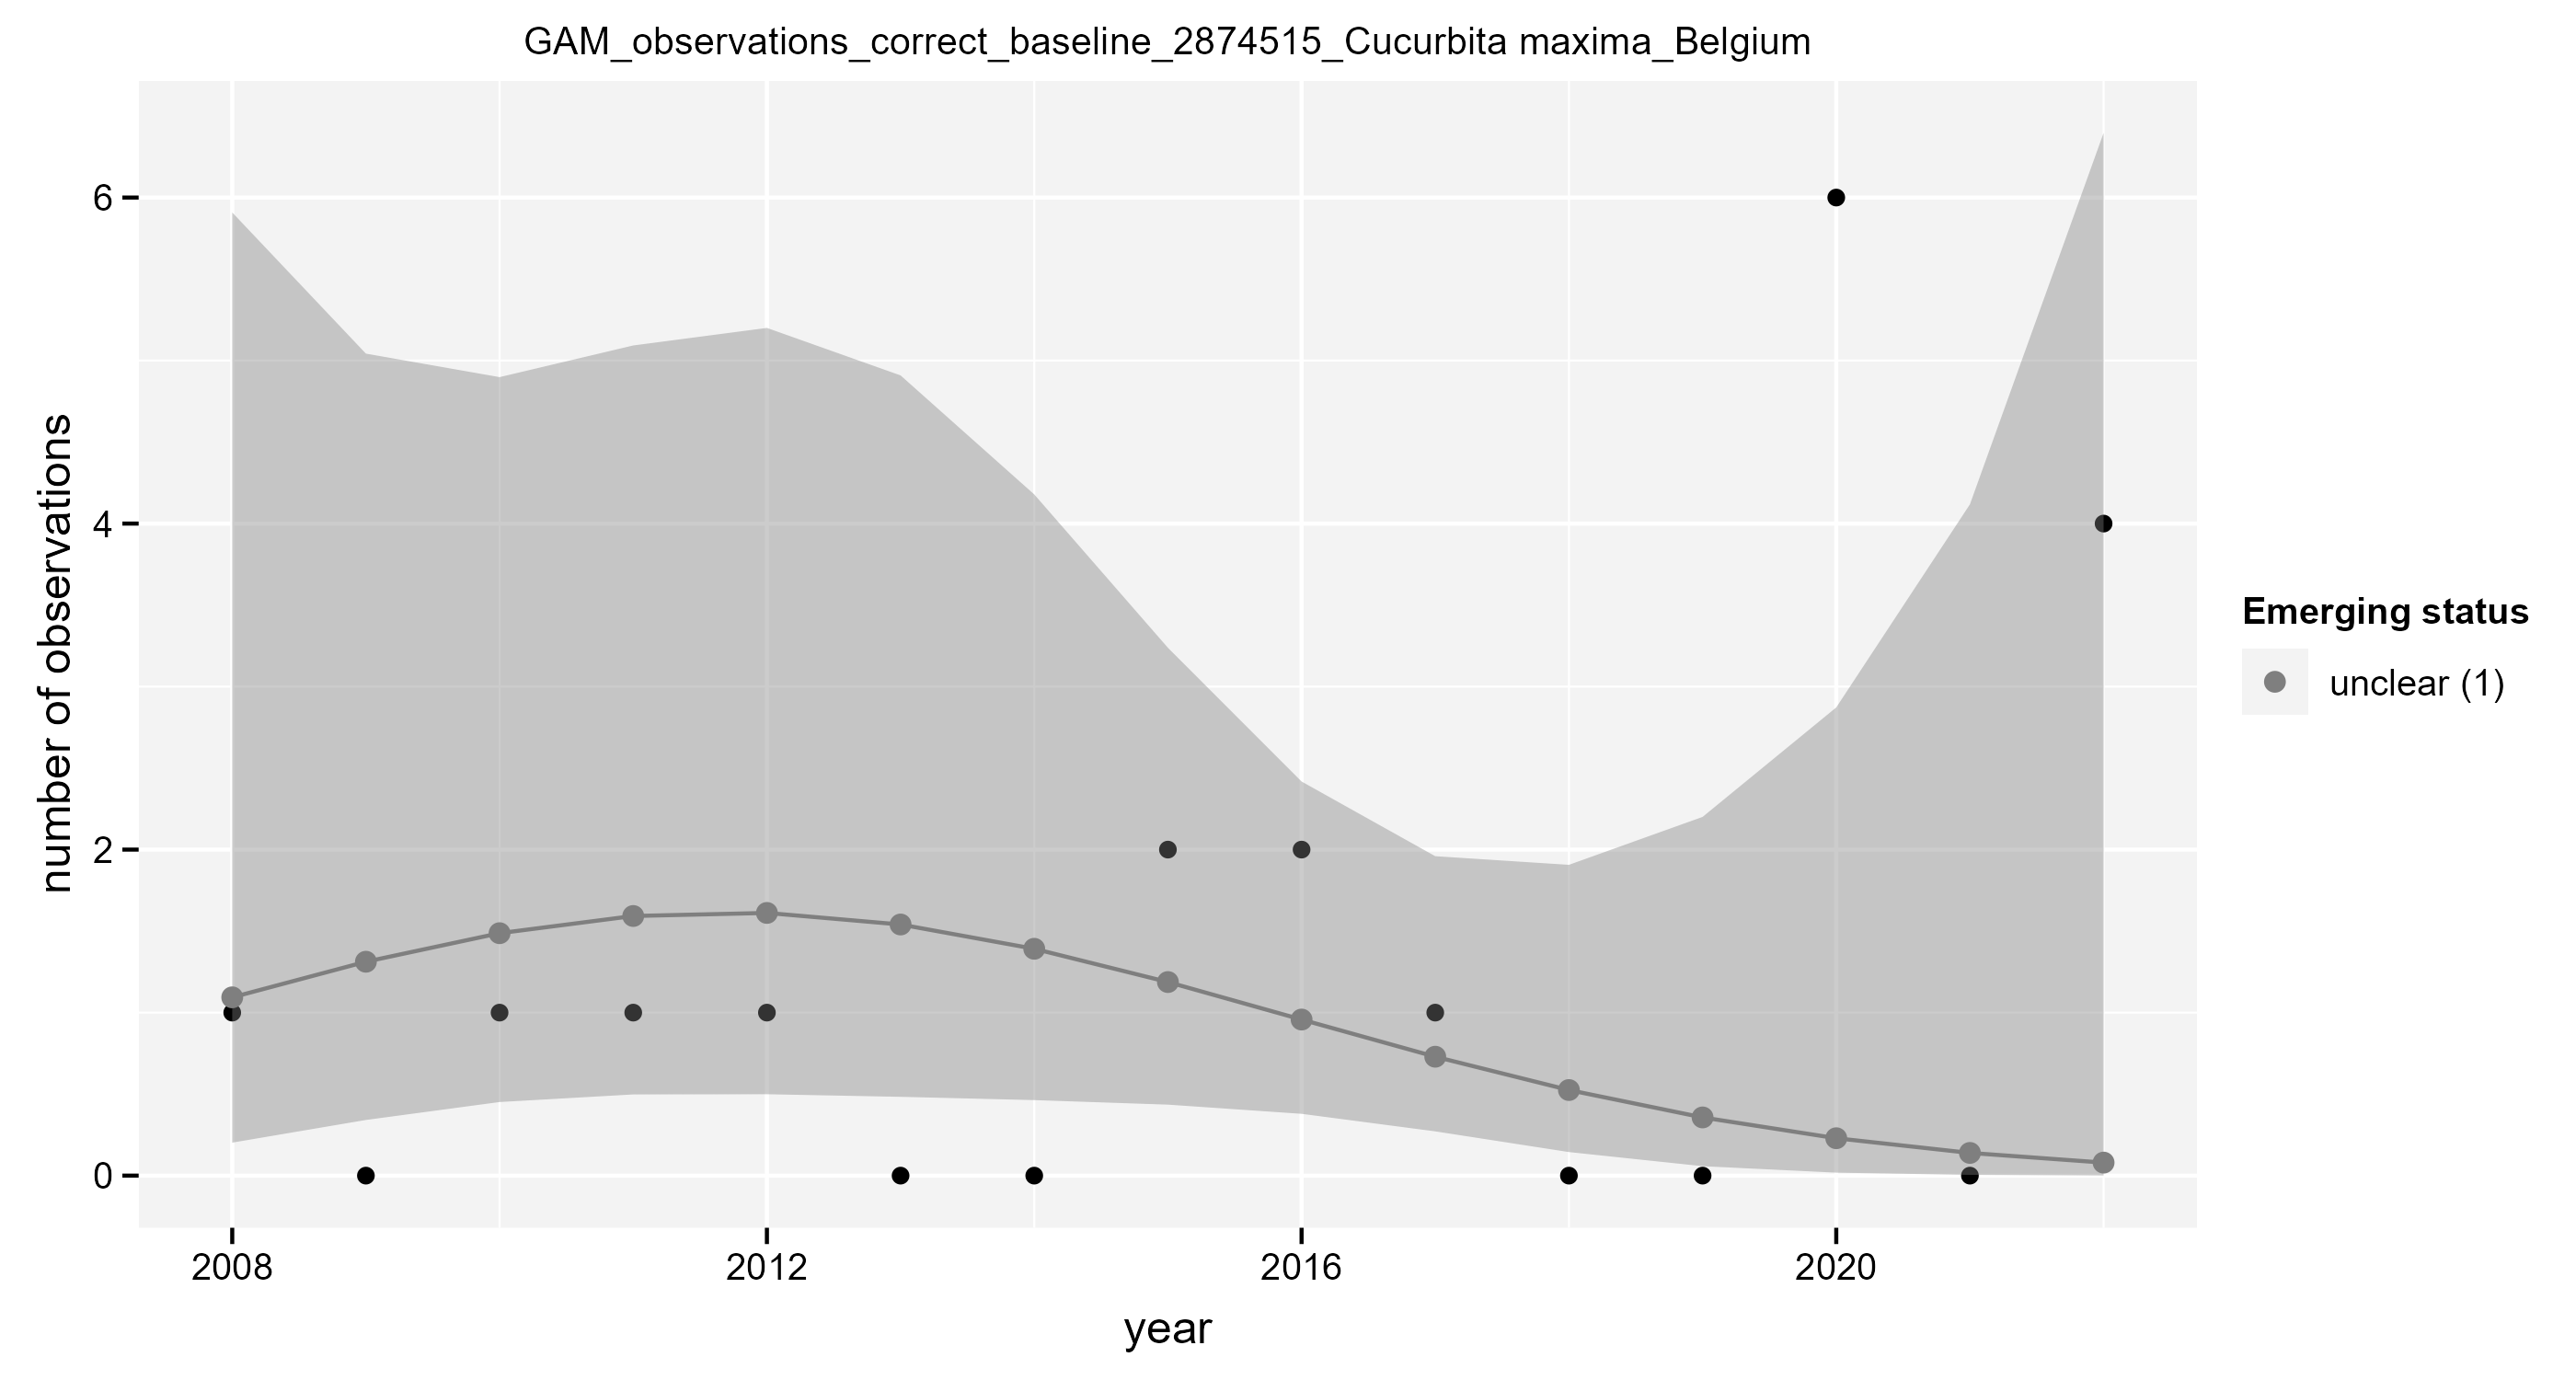 GAM_observations_correct_baseline_2874515_Cucurbita maxima_Belgium
number of observations
6
4
2
0
2008 2012 2016 2020
year
Emerging status
unclear (1)